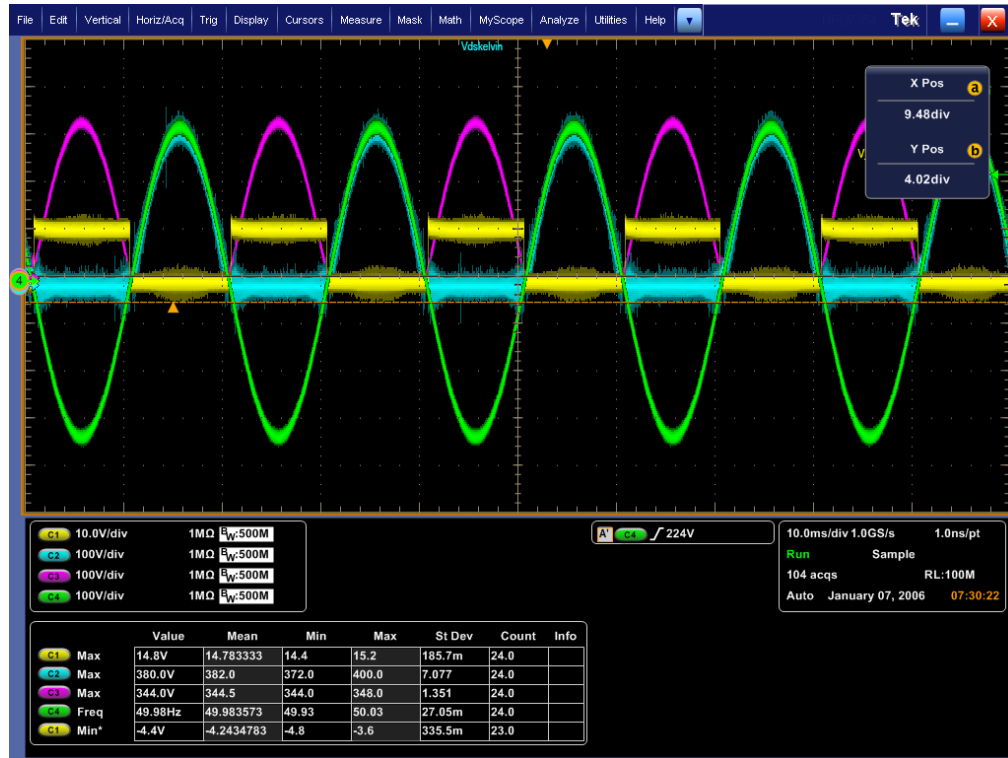 File Edit Vertical Horiz/Acq Trig Display Cursors Measure Mask Math MyScope Analyze Utilities Help Tek X
Vdskelvin
X Pos a
9.48div
Y Pos b
4.02div
4
C1 10.0V/div 1MΩ BW:500M
C2 100V/div 1MΩ BW:500M
C3 100V/div 1MΩ BW:500M
C4 100V/div 1MΩ BW:500M
A' C4 224V
10.0ms/div 1.0GS/s 1.0ns/pt
Run Sample
104 acqs RL:100M
Auto January 07, 2006 07:30:22
Value Mean Min Max St Dev Count Info
C1 Max 14.8V 14.783333 14.4 15.2 185.7m 24.0
C2 Max 380.0V 382.0 372.0 400.0 7.077 24.0
C3 Max 344.0V 344.5 344.0 348.0 1.351 24.0
C4 Freq 49.98Hz 49.983573 49.93 50.03 27.05m 24.0
C1 Min* -4.4V -4.2434783 -4.8 -3.6 335.5m 23.0